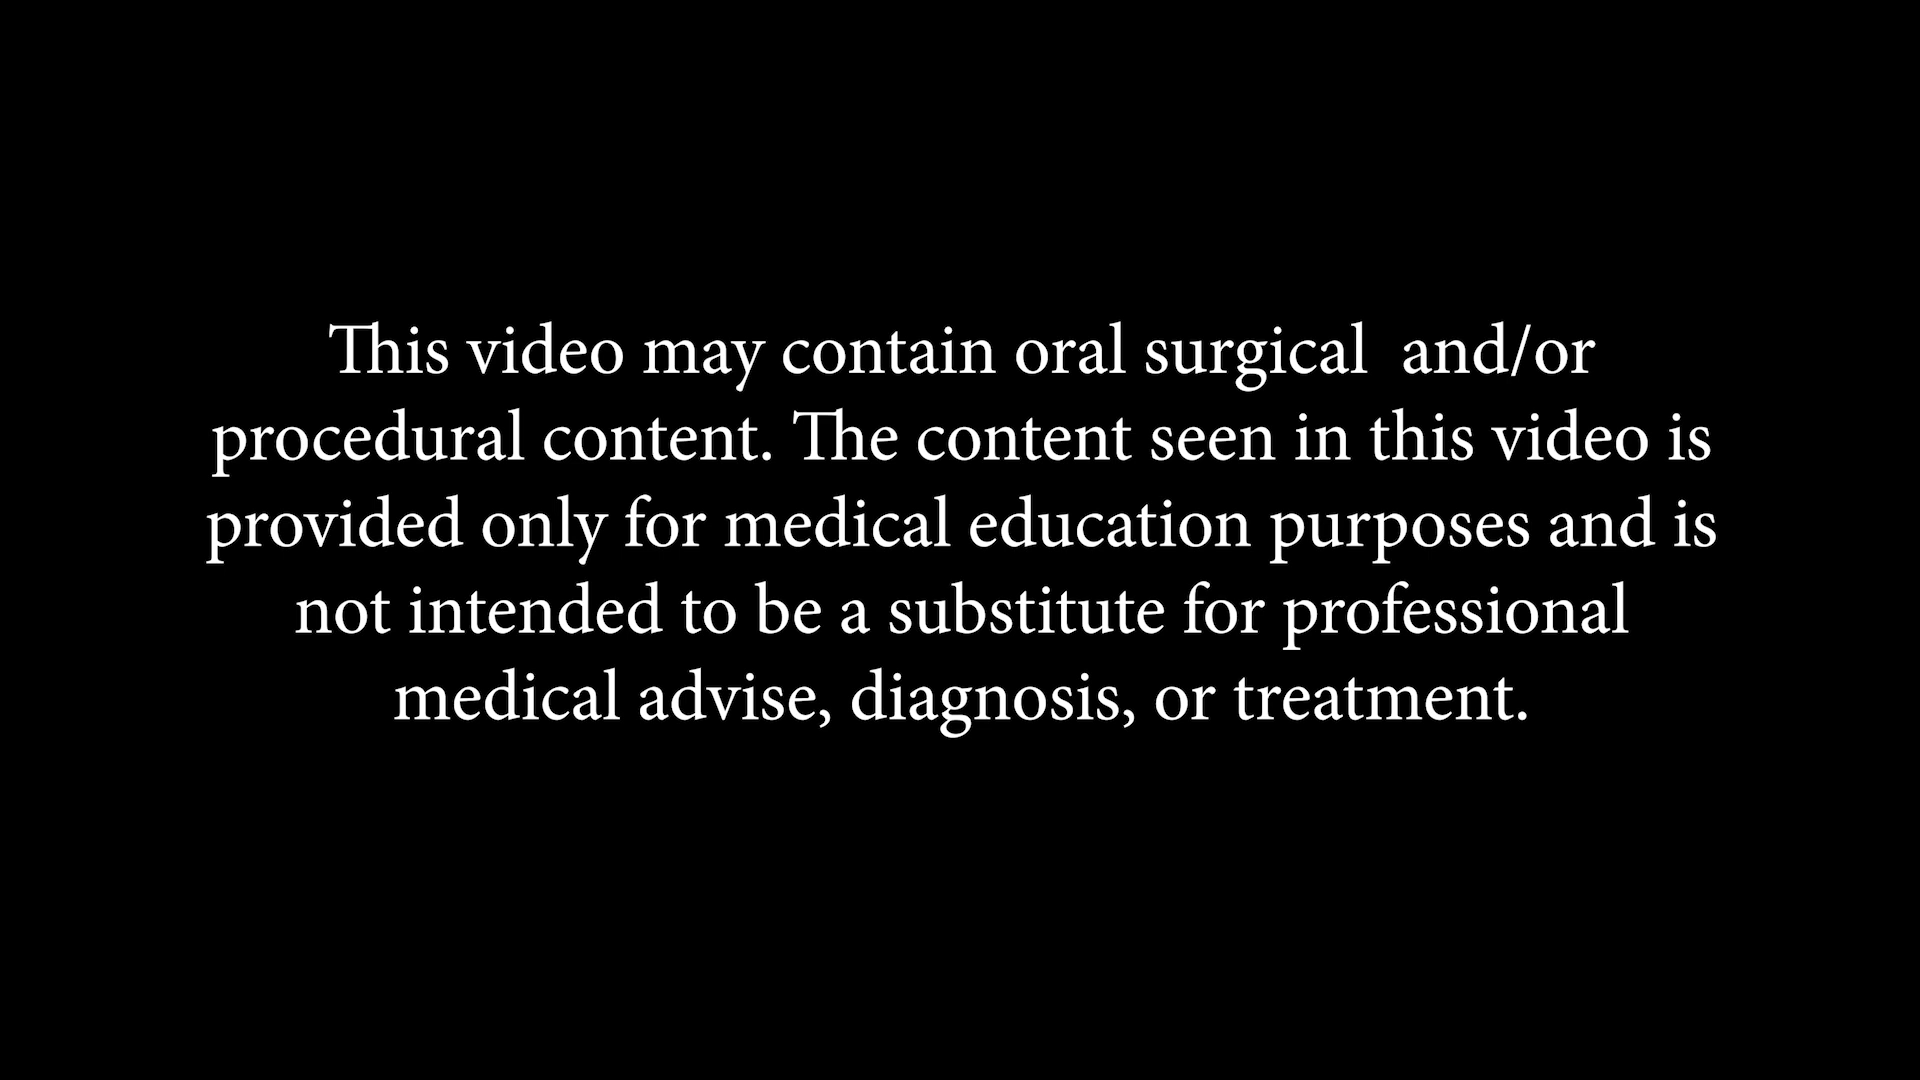 This video may contain oral surgical  and/or
procedural content. The content seen in this video is
provided only for medical education purposes and is
not intended to be a substitute for professional
medical advise, diagnosis, or treatment.